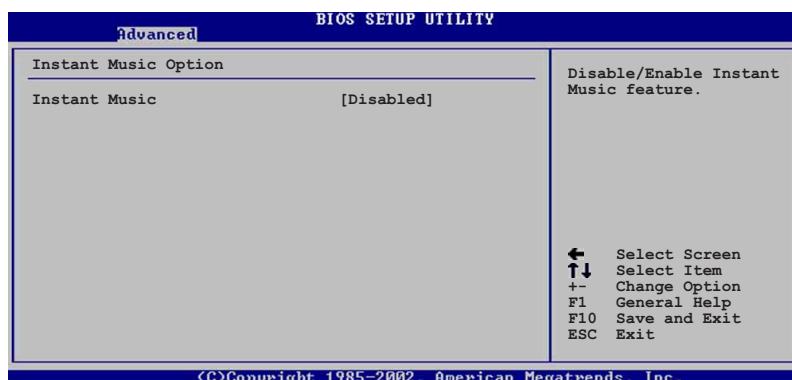 BIOS SETUP UTILITY
Advanced
Instant Music Option
Instant Music [Disabled]
Disable/Enable Instant
Music feature.
← Select Screen
↑↓ Select Item
+- Change Option
F1 General Help
F10 Save and Exit
ESC Exit
(C)Copyright 1985-2002, American Megatrends, Inc.